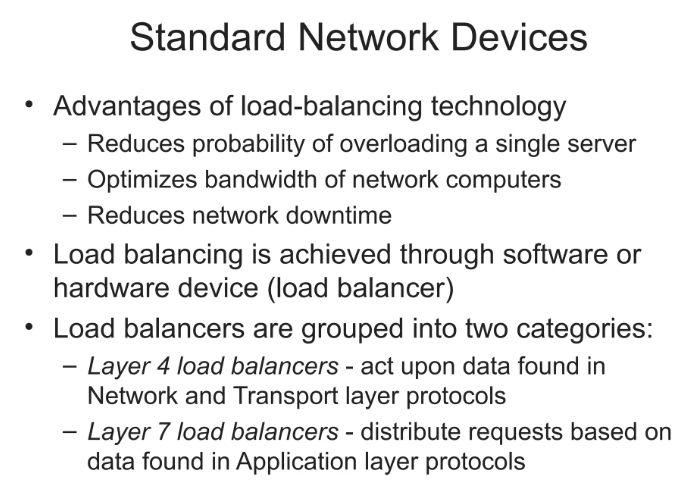 Standard Network Devices
• Advantages of load-balancing technology
– Reduces probability of overloading a single server
– Optimizes bandwidth of network computers
– Reduces network downtime
• Load balancing is achieved through software or
hardware device (load balancer)
• Load balancers are grouped into two categories:
– Layer 4 load balancers - act upon data found in
Network and Transport layer protocols
– Layer 7 load balancers - distribute requests based on
data found in Application layer protocols